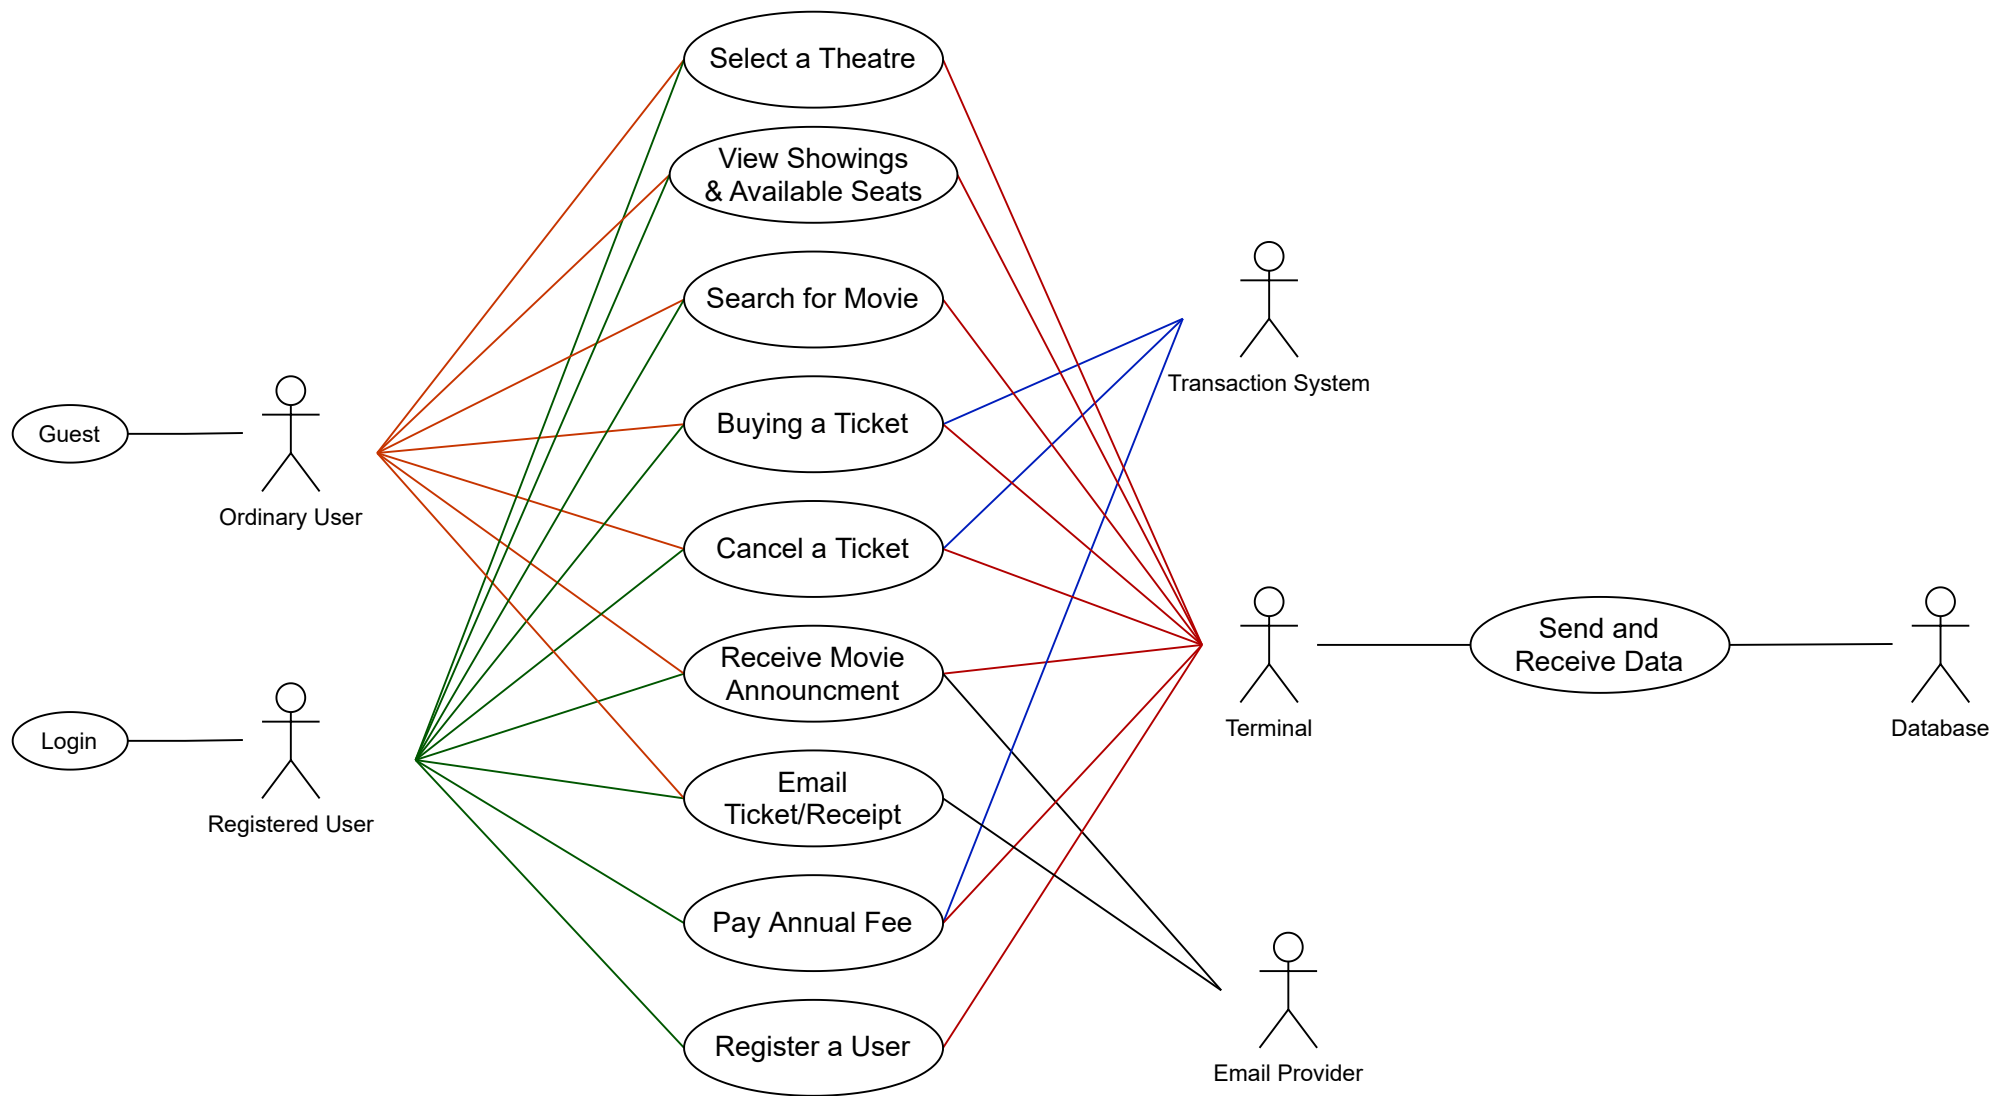 Select a Theatre
View Showings
& Available Seats
Search for Movie
Transaction System
Guest
Buying a Ticket
Ordinary User
Cancel a Ticket
Receive Movie
Announcment
Send and
Receive Data
Terminal
Database
Login
Registered User
Email
Ticket/Receipt
Pay Annual Fee
Register a User
Email Provider